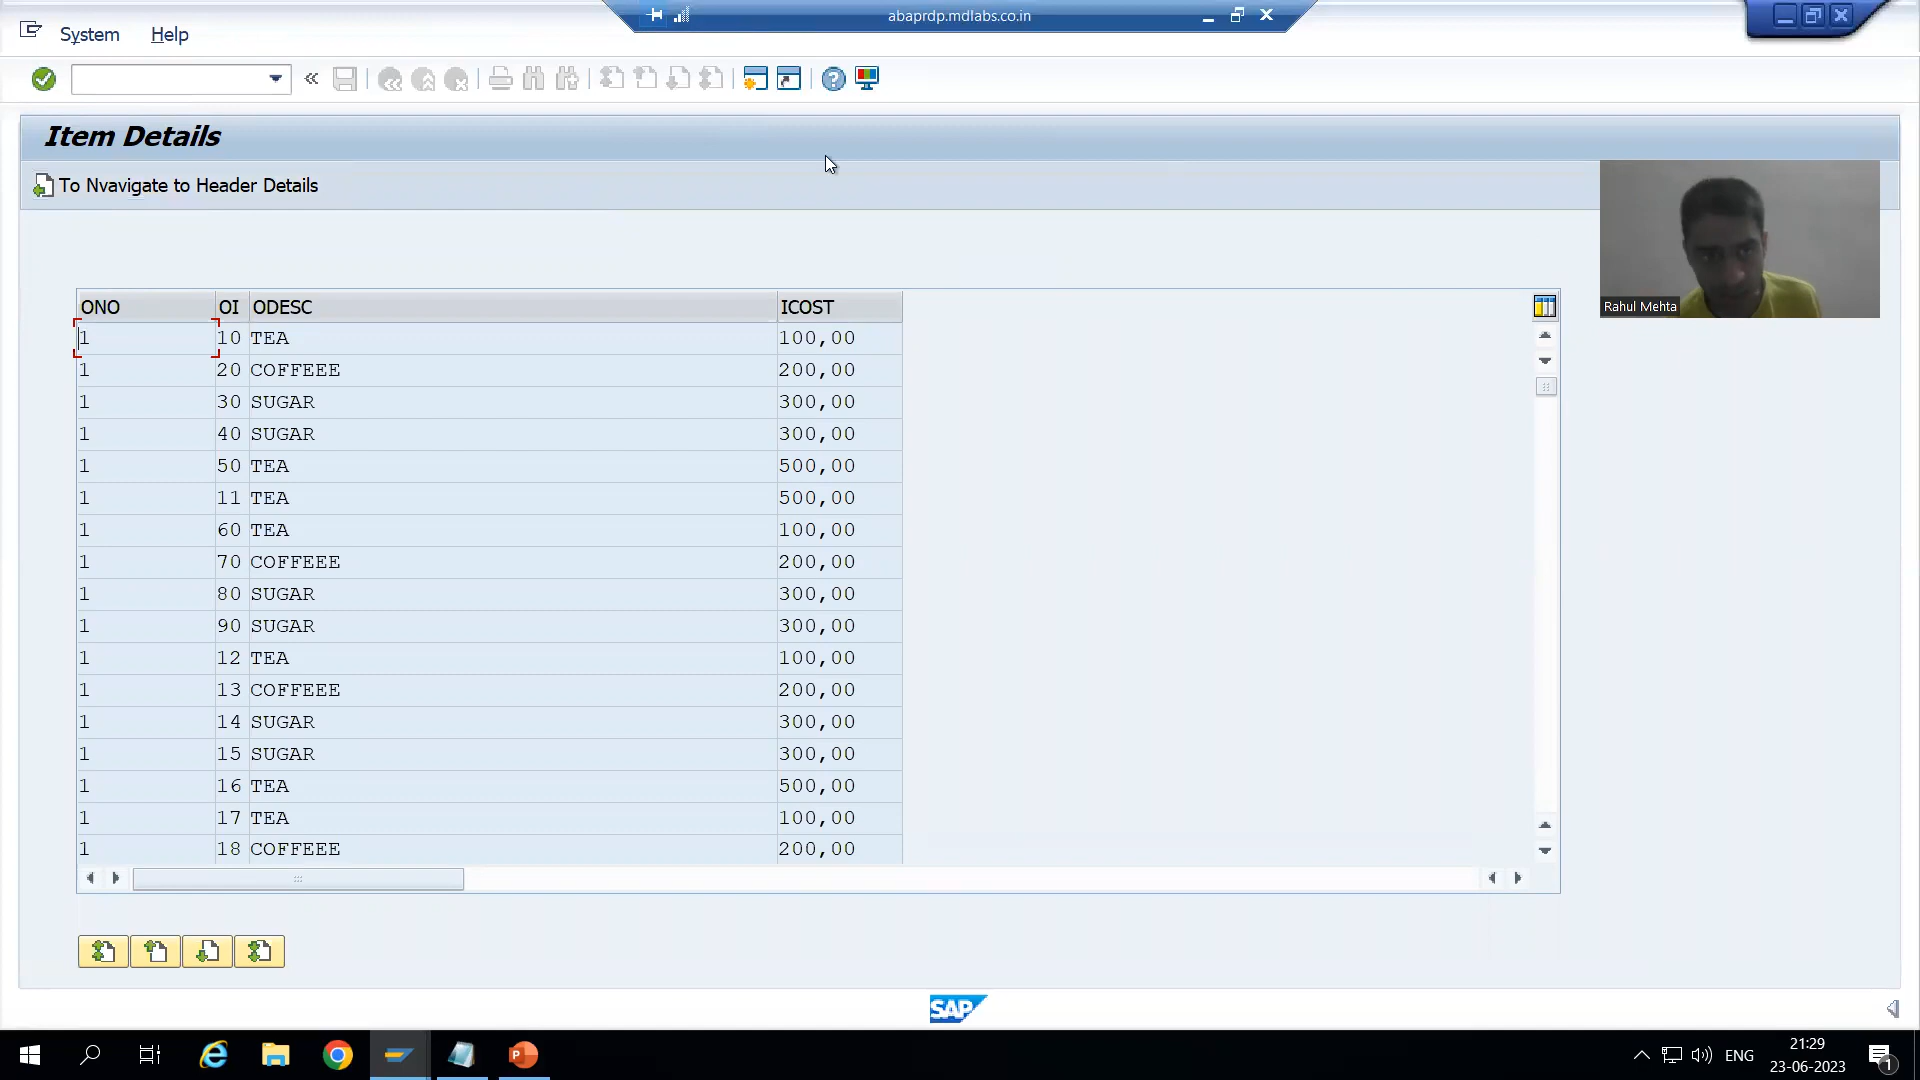 abaprdp.mdlabs.co.in
System Help
Item Details
To Nvavigate to Header Details
Rahul Mehta
ONO OI ODESC ICOST
1 10 TEA 100,00
1 20 COFFEEE 200,00
1 30 SUGAR 300,00
1 40 SUGAR 300,00
1 50 TEA 500,00
1 11 TEA 500,00
1 60 TEA 100,00
1 70 COFFEEE 200,00
1 80 SUGAR 300,00
1 90 SUGAR 300,00
1 12 TEA 100,00
1 13 COFFEEE 200,00
1 14 SUGAR 300,00
1 15 SUGAR 300,00
1 16 TEA 500,00
1 17 TEA 100,00
1 18 COFFEEE 200,00
SAP
ENG
21:29
23-06-2023
1